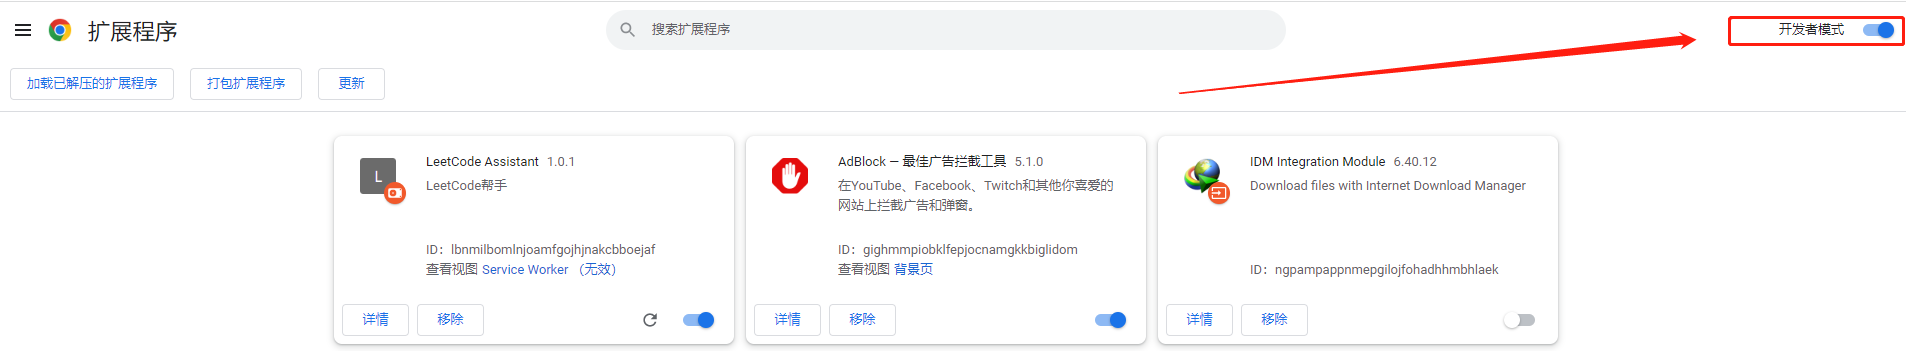 扩展程序
搜索扩展程序
开发者模式
加载已解压的扩展程序
打包扩展程序
更新
L
LeetCode Assistant 1.0.1
LeetCode帮手
ID：lbnmilbomlnjoamfgojhjnakcbboejaf
查看视图 Service Worker （无效）
详情
移除
AdBlock — 最佳广告拦截工具 5.1.0
在YouTube、Facebook、Twitch和其他你喜爱的
网站上拦截广告和弹窗。
ID：gighmmpiobklfepjocnamgkkbiglidom
查看视图 背景页
详情
移除
IDM Integration Module 6.40.12
Download files with Internet Download Manager
ID：ngpampappnmepgilojfohadhhmbhlaek
详情
移除